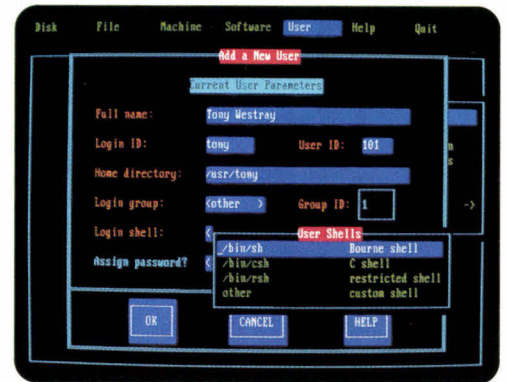 Disk File Machine Software User Help Quit
Add a New User
Current User Parameters
Full name: Tony Westray
Login ID: tony User ID: 101
Home directory: /usr/tony
Login group: <other > Group ID: 1 ->
Login shell: <
User Shells
/bin/sh Bourne shell
/bin/csh C shell
/bin/rsh restricted shell
other custom shell
Assign password? <
OK CANCEL HELP